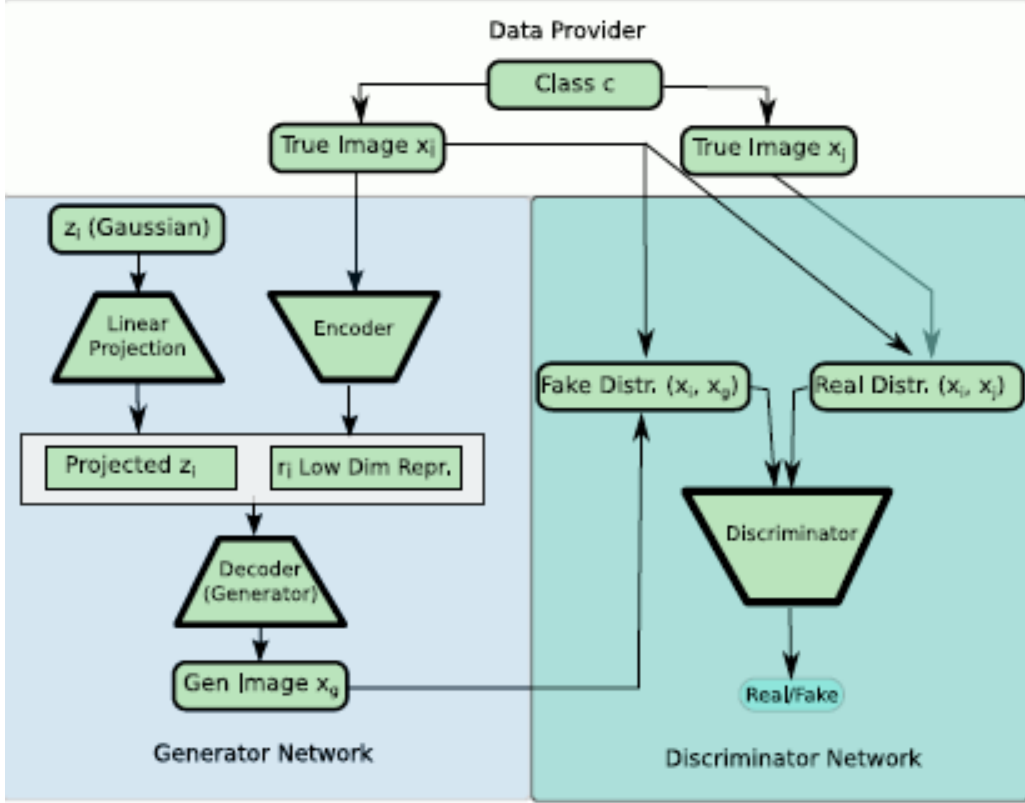 Data Provider
Class c
True Image xᵢ
True Image xⱼ
zᵢ (Gaussian)
Linear
Projection
Encoder
Fake Distr. (xᵢ, x_g)
Real Distr. (xᵢ, xⱼ)
Projected zᵢ
rᵢ Low Dim Repr.
Discriminator
Decoder
(Generator)
Gen Image x_g
Real/Fake
Generator Network
Discriminator Network